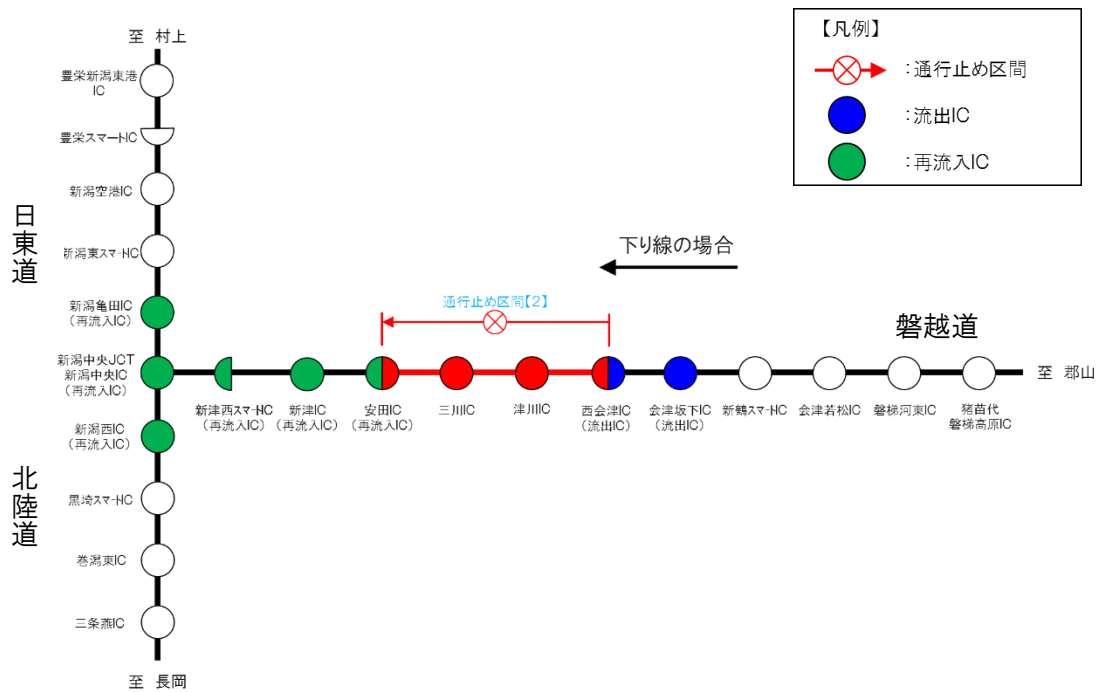 至 村上
豊栄新潟東港
IC
豊栄スマートIC
新潟空港IC
新潟東スマートIC
新潟亀田IC
(再流入IC)
新潟中央JCT
新潟中央IC
(再流入IC)
新潟西IC
(再流入IC)
黒埼スマートIC
巻潟東IC
三条燕IC
至 長岡
日東道
北陸道
【凡例】
:通行止め区間
:流出IC
:再流入IC
下り線の場合
通行止め区間【2】
磐越道
新津西スマートIC
(再流入IC)
新津IC
(再流入IC)
安田IC
(再流入IC)
三川IC
津川IC
西会津IC
(流出IC)
会津坂下IC
(流出IC)
新鶴スマートIC
会津若松IC
磐梯河東IC
猪苗代
磐梯高原IC
至 郡山